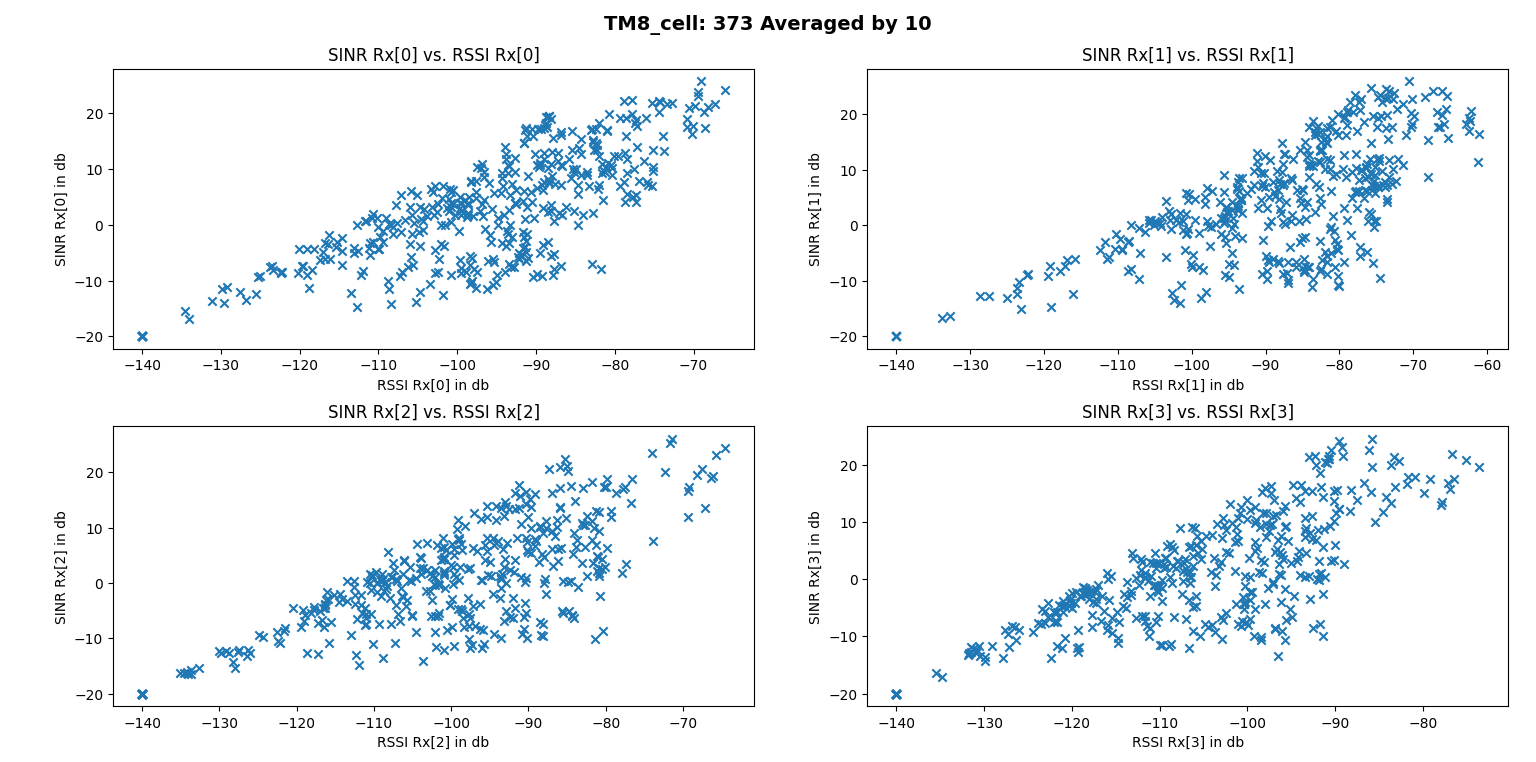 TM8_cell: 373 Averaged by 10
SINR Rx[0] vs. RSSI Rx[0]
SINR Rx[0] in db
20
10
0
−10
−20
−140 −130 −120 −110 −100 −90 −80 −70
RSSI Rx[0] in db
SINR Rx[1] vs. RSSI Rx[1]
SINR Rx[1] in db
20
10
0
−10
−20
−140 −130 −120 −110 −100 −90 −80 −70 −60
RSSI Rx[1] in db
SINR Rx[2] vs. RSSI Rx[2]
SINR Rx[2] in db
20
10
0
−10
−20
−140 −130 −120 −110 −100 −90 −80 −70
RSSI Rx[2] in db
SINR Rx[3] vs. RSSI Rx[3]
SINR Rx[3] in db
20
10
0
−10
−20
−140 −130 −120 −110 −100 −90 −80
RSSI Rx[3] in db